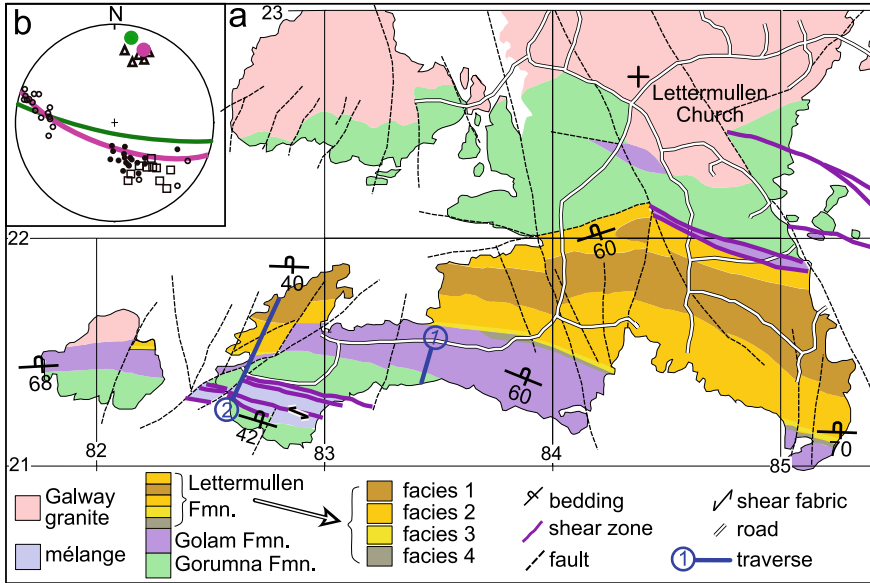 b
N
a
23
Lettermullen
Church
22
60
40
1
68
60
2
42
70
82
83
84
85
21
Galway
granite
mélange
Lettermullen
Fmn.
Golam Fmn.
Gorumna Fmn.
facies 1
facies 2
facies 3
facies 4
bedding
shear zone
fault
shear fabric
road
1 traverse